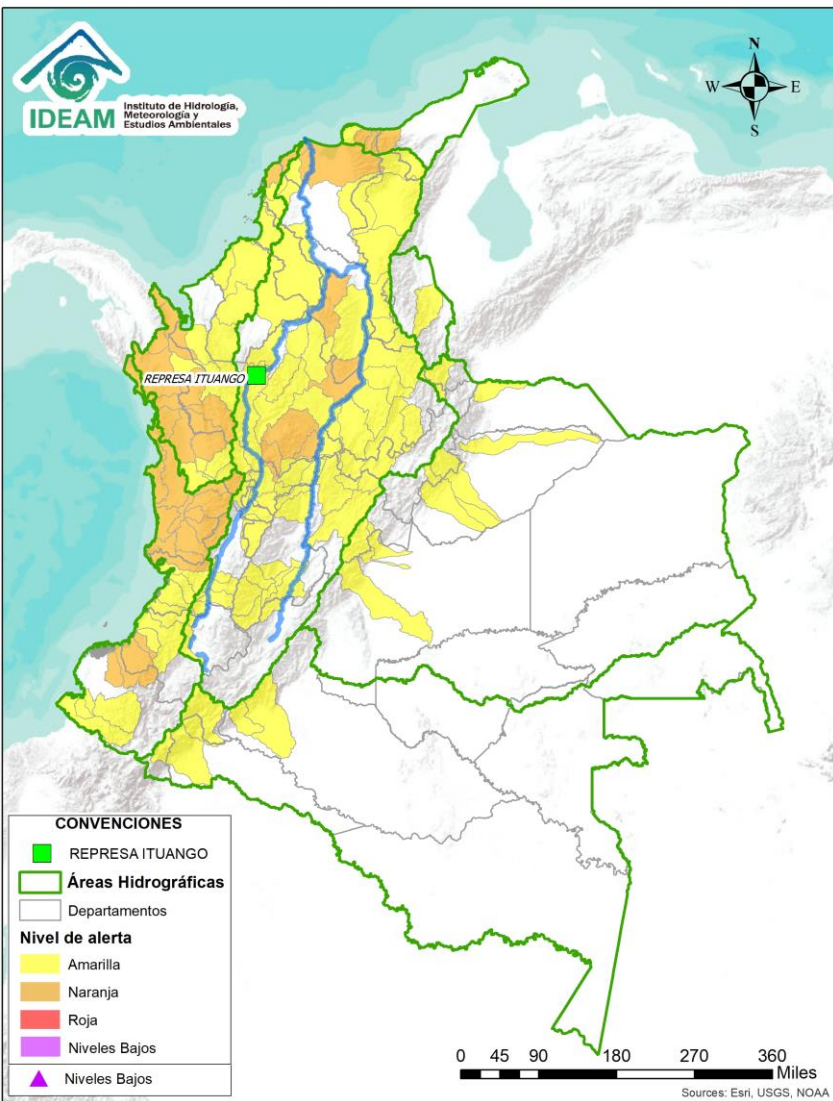 IDEAM
Instituto de Hidrología,
Meteorología y
Estudios Ambientales
N
W
E
S
REPRESA ITUANGO
CONVENCIONES
REPRESA ITUANGO
Áreas Hidrográficas
Departamentos
Nivel de alerta
Amarilla
Naranja
Roja
Niveles Bajos
Niveles Bajos
0 45 90 180 270 360
Miles
Sources: Esri, USGS, NOAA